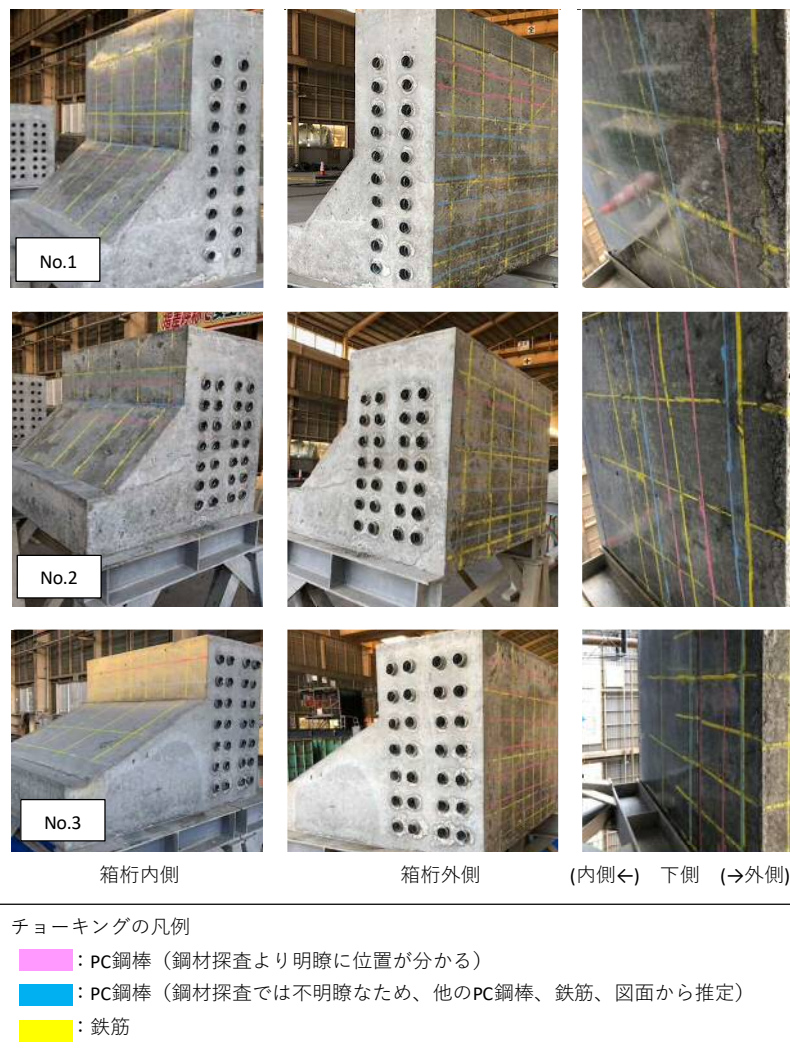 No.1
No.2
No.3
箱桁内側
箱桁外側
(内側←) 下側 (→外側)
チョーキングの凡例
：PC鋼棒（鋼材探査より明瞭に位置が分かる）
：PC鋼棒（鋼材探査では不明瞭なため、他のPC鋼棒、鉄筋、図面から推定）
：鉄筋